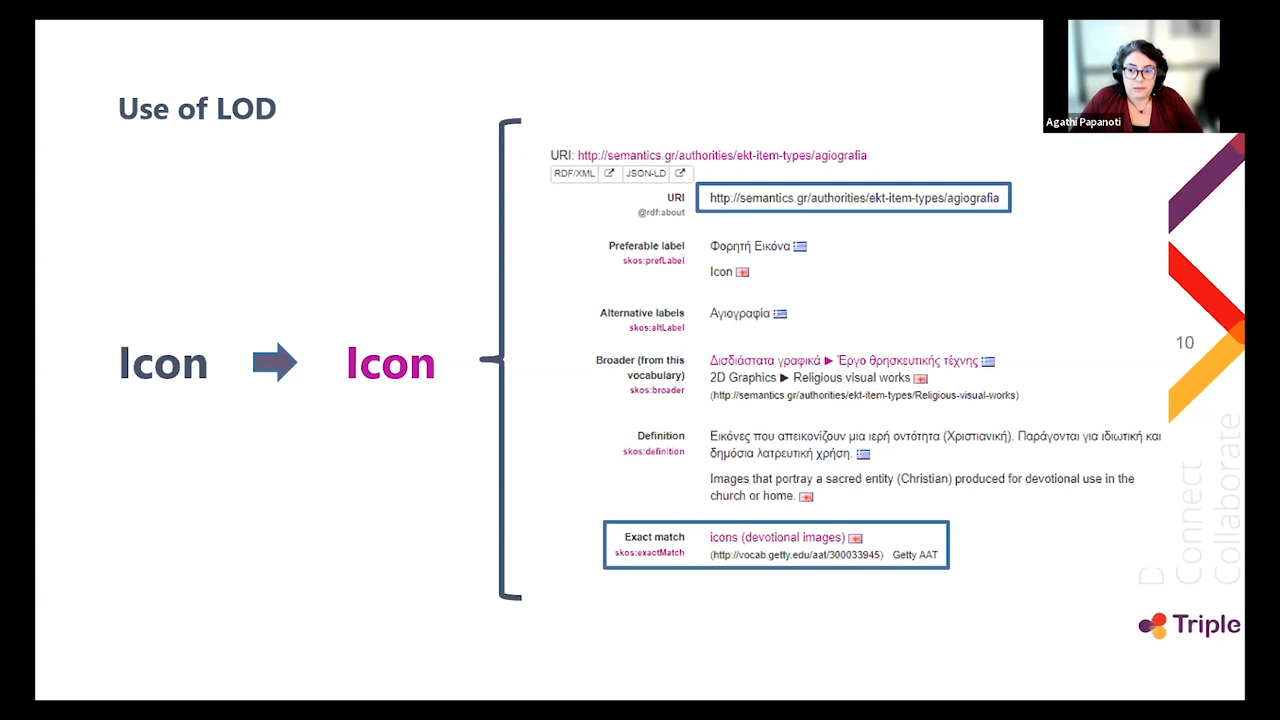 Use of LOD
Agathi Papanoti
URI: http://semantics.gr/authorities/ekt-item-types/agiografia
RDF/XML JSON-LD
URI http://semantics.gr/authorities/ekt-item-types/agiografia
@rdf:about
Preferable label Φορητή Εικόνα
skos:prefLabel
Icon
Alternative labels Αγιογραφία
skos:altLabel
Icon Icon
Broader (from this Δισδιάστατα γραφικά ▶ Έργο θρησκευτικής τέχνης
vocabulary) 2D Graphics ▶ Religious visual works
skos:broader (http://semantics.gr/authorities/ekt-item-types/Religious-visual-works)
10
Definition Εικόνες που απεικονίζουν μια ιερή οντότητα (Χριστιανική). Παράγονται για ιδιωτική και
skos:definition δημόσια λατρευτική χρήση.
Images that portray a sacred entity (Christian) produced for devotional use in the
church or home.
Exact match icons (devotional images)
skos:exactMatch (http://vocab.getty.edu/aat/300033945) Getty AAT
D
Connect
Collaborate
Triple